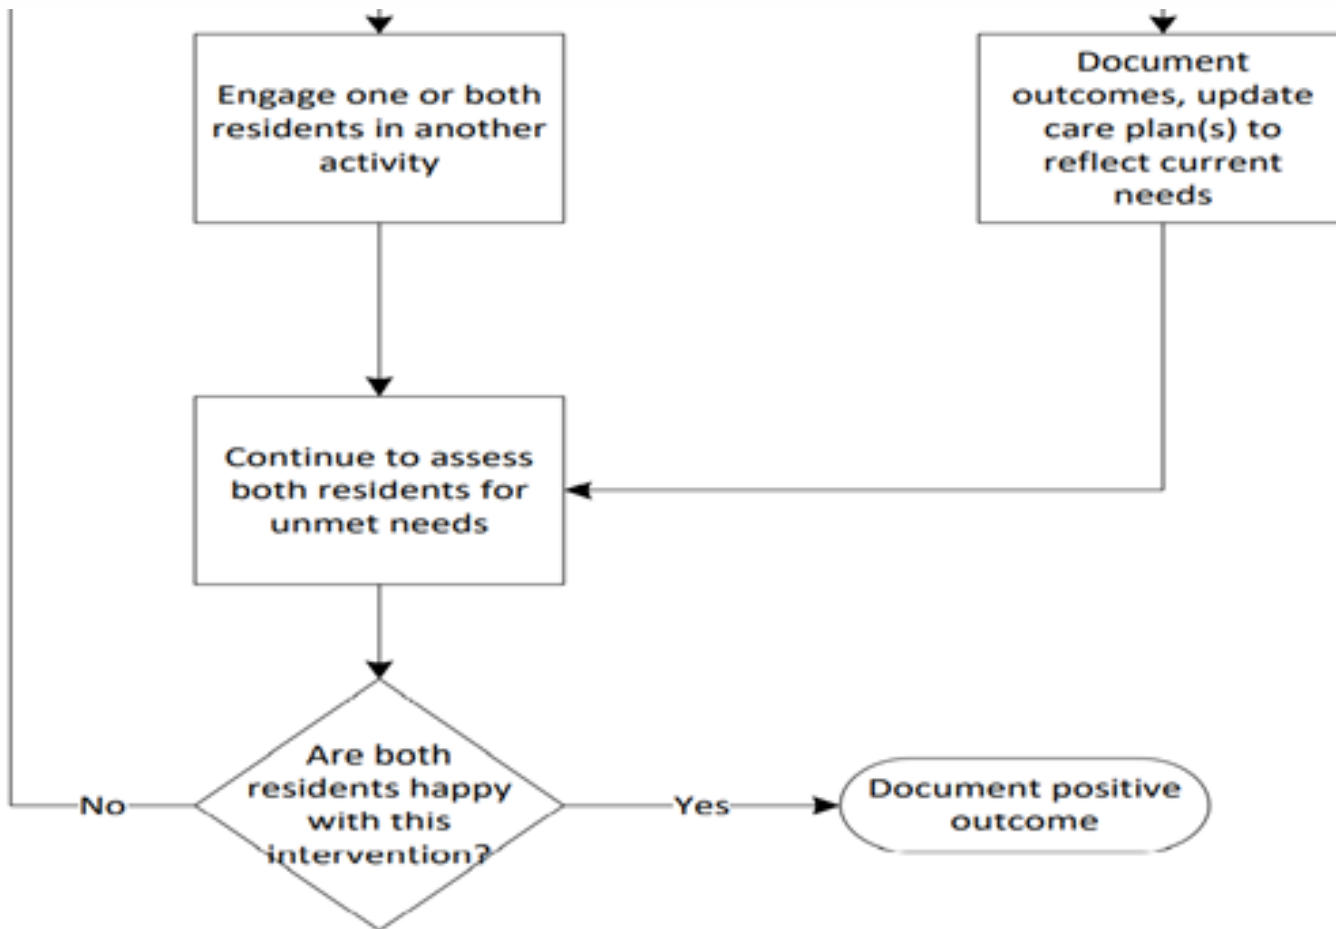 Engage one or both
residents in another
activity
Document
outcomes, update
care plan(s) to
reflect current
needs
Continue to assess
both residents for
unmet needs
Are both
residents happy
with this
intervention?
No
Yes
Document positive
outcome